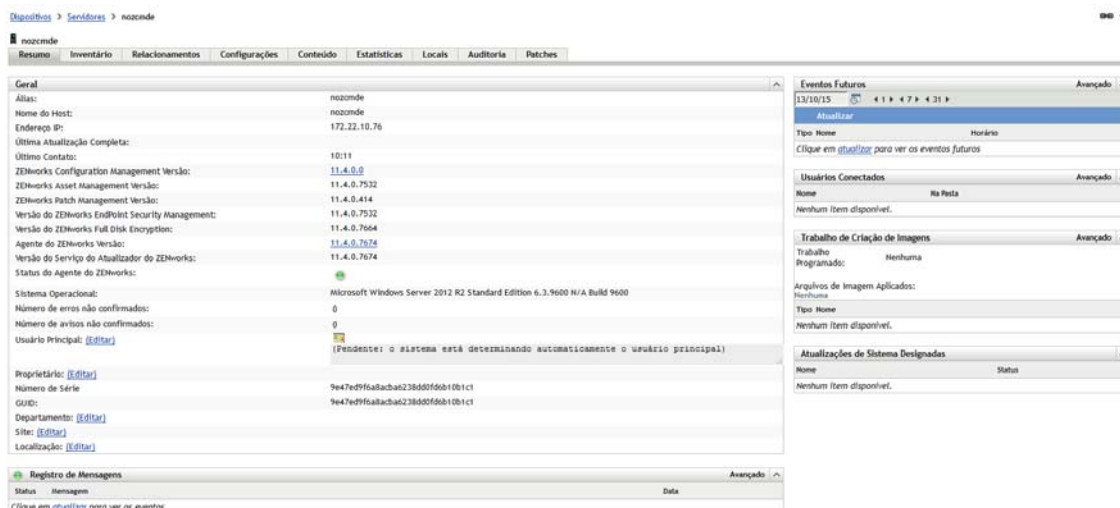 Dispositivos > Servidores > nozcmde
nozcmde
Resumo Inventário Relacionamentos Configurações Conteúdo Estatísticas Locais Auditoria Patches
Geral
Álias: nozcmde
Nome do Host: nozcmde
Endereço IP: 172.22.10.76
Última Atualização Completa:
Último Contato: 10:11
ZENworks Configuration Management Versão: 11.4.0.0
ZENworks Asset Management Versão: 11.4.0.7532
ZENworks Patch Management Versão: 11.4.0.414
Versão do ZENworks EndPoint Security Management: 11.4.0.7532
Versão do ZENworks Full Disk Encryption: 11.4.0.7664
Agente do ZENworks Versão: 11.4.0.7674
Versão do Serviço do Atualizador do ZENworks: 11.4.0.7674
Status do Agente do ZENworks:
Sistema Operacional: Microsoft Windows Server 2012 R2 Standard Edition 6.3.9600 N/A Build 9600
Número de erros não confirmados: 0
Número de avisos não confirmados: 0
Usuário Principal: (Editar)
(Pendente: o sistema está determinando automaticamente o usuário principal)
Proprietário: (Editar)
Número de Série 9e47ed9f6a8acba6238dd0fd6b10b1c1
GUID: 9e47ed9f6a8acba6238dd0fd6b10b1c1
Departamento: (Editar)
Site: (Editar)
Localização: (Editar)
Registro de Mensagens Avançado
Status Mensagem Data
Clique em atualizar para ver os eventos
Eventos Futuros Avançado
13/10/15 1 7 31
Atualizar
Tipo Nome Horário
Clique em atualizar para ver os eventos futuros
Usuários Conectados Avançado
Nome Na Pasta
Nenhum item disponível.
Trabalho de Criação de Imagens Avançado
Trabalho Programado: Nenhuma
Arquivos de Imagem Aplicados:
Nenhuma
Tipo Nome
Nenhum item disponível.
Atualizações de Sistema Designadas
Nome Status
Nenhum item disponível.